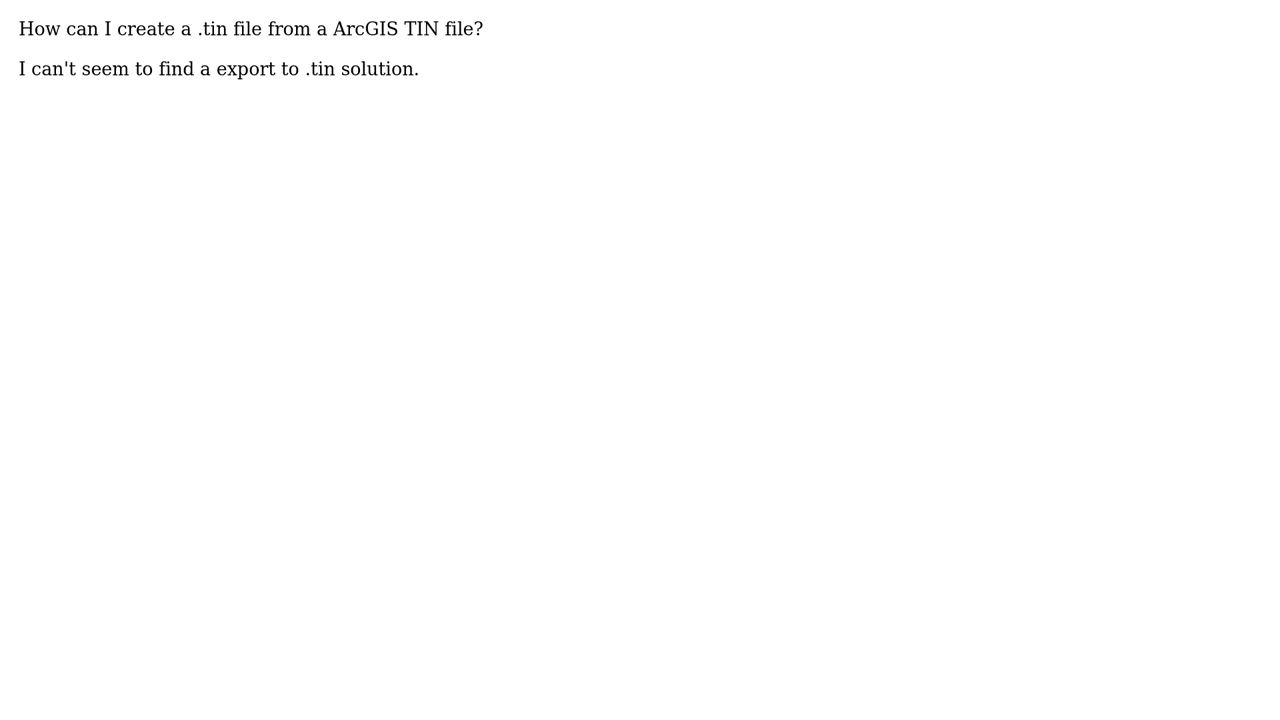 How can I create a .tin file from a ArcGIS TIN file?
I can't seem to find a export to .tin solution.